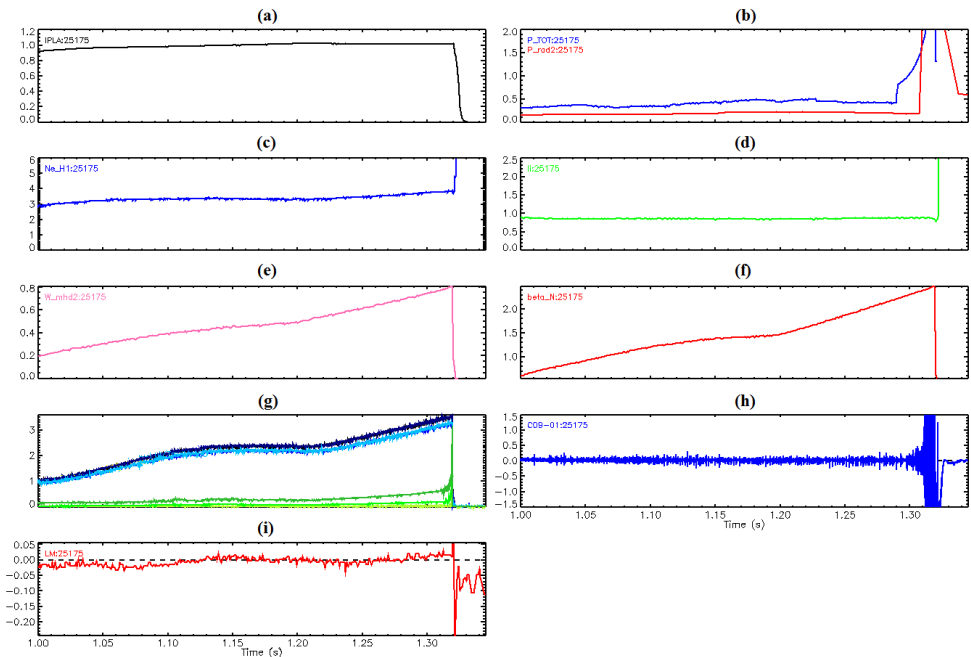 (a)
IPLA:25175
1.2
1.0
0.8
0.6
0.4
0.2
0.0
(b)
P_TOT:25175
P_rad2:25175
2.0
1.5
1.0
0.5
0.0
(c)
Ne_H1:25175
6
5
4
3
2
1
0
(d)
li:25175
2.5
2.0
1.5
1.0
0.5
0.0
(e)
W_mhd2:25175
0.8
0.6
0.4
0.2
0.0
(f)
beta_N:25175
2.0
1.5
1.0
(g)
3
2
1
0
(h)
C09-01:25175
1.5
1.0
0.5
0.0
-0.5
-1.0
-1.5
1.00 1.05 1.10 1.15 1.20 1.25 1.30
Time (s)
(i)
LM:25175
0.05
0.00
-0.05
-0.10
-0.15
-0.20
1.00 1.05 1.10 1.15 1.20 1.25 1.30
Time (s)